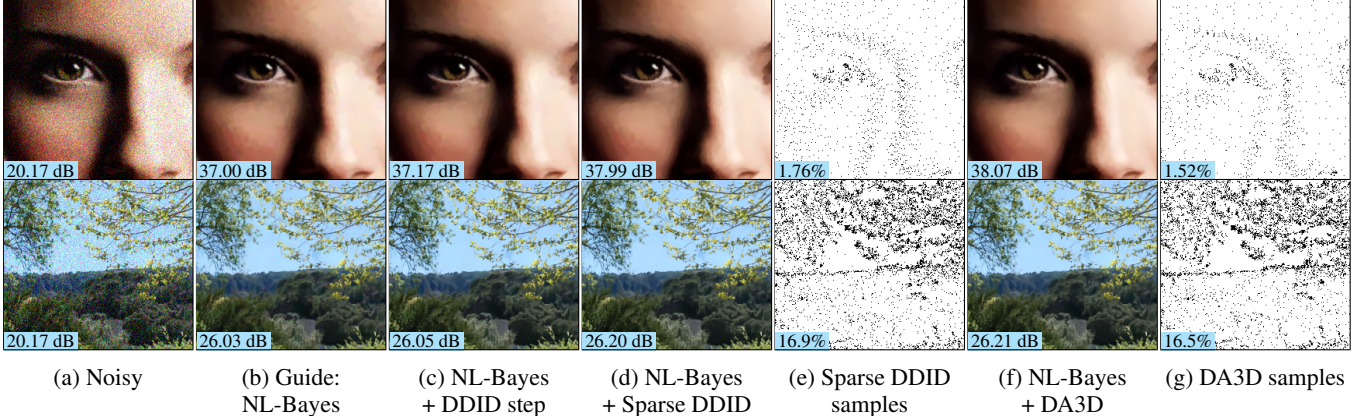 20.17 dB
37.00 dB
37.17 dB
37.99 dB
1.76%
38.07 dB
1.52%
20.17 dB
26.03 dB
26.05 dB
26.20 dB
16.9%
26.21 dB
16.5%
(a) Noisy
(b) Guide:
NL-Bayes
(c) NL-Bayes
+ DDID step
(d) NL-Bayes
+ Sparse DDID
(e) Sparse DDID
samples
(f) NL-Bayes
+ DA3D
(g) DA3D samples